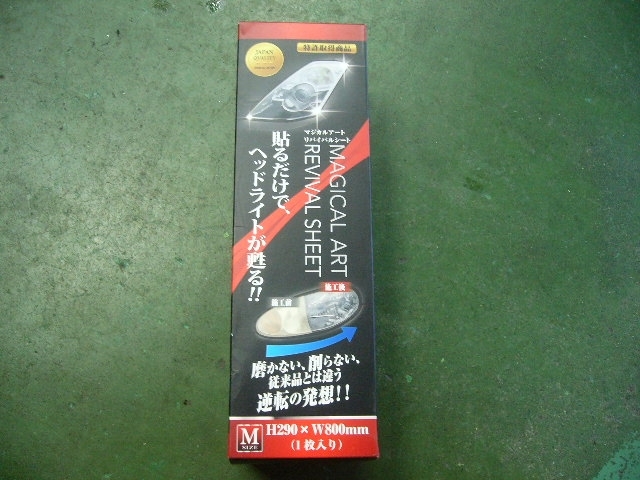 JAPAN
QUALITY
特許取得商品
マジカルアート
リバイバルシート
MAGICAL ART
REVIVAL SHEET
貼るだけで、
ヘッドライトが甦る!!
施工前
施工後
磨かない、削らない、
従来品とは違う
逆転の発想!!
M
SIZE
H290×W800mm
(1枚入り)